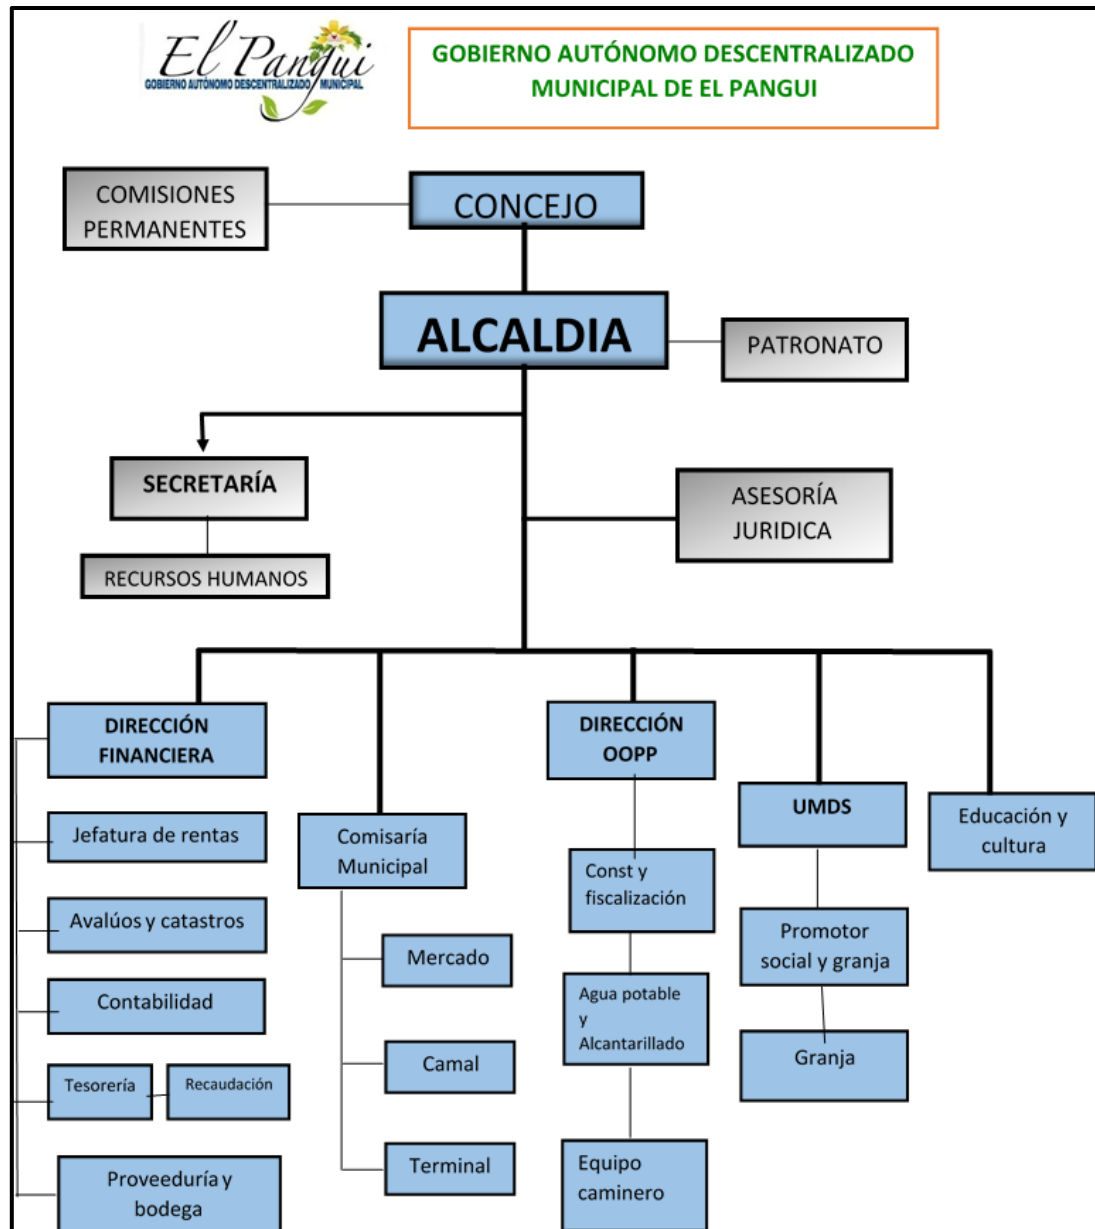 El Pangui
GOBIERNO AUTÓNOMO DESCENTRALIZADO MUNICIPAL
GOBIERNO AUTÓNOMO DESCENTRALIZADO
MUNICIPAL DE EL PANGUI
COMISIONES
PERMANENTES
CONCEJO
ALCALDIA
PATRONATO
SECRETARÍA
ASESORÍA
JURIDICA
RECURSOS HUMANOS
DIRECCIÓN
FINANCIERA
Jefatura de rentas
Avalúos y catastros
Contabilidad
Tesorería
Recaudación
Proveeduría y
bodega
Comisaría
Municipal
Mercado
Camal
Terminal
DIRECCIÓN
OOPP
Const y
fiscalización
Agua potable
y
Alcantarillado
Equipo
caminero
UMDS
Promotor
social y granja
Granja
Educación y
cultura